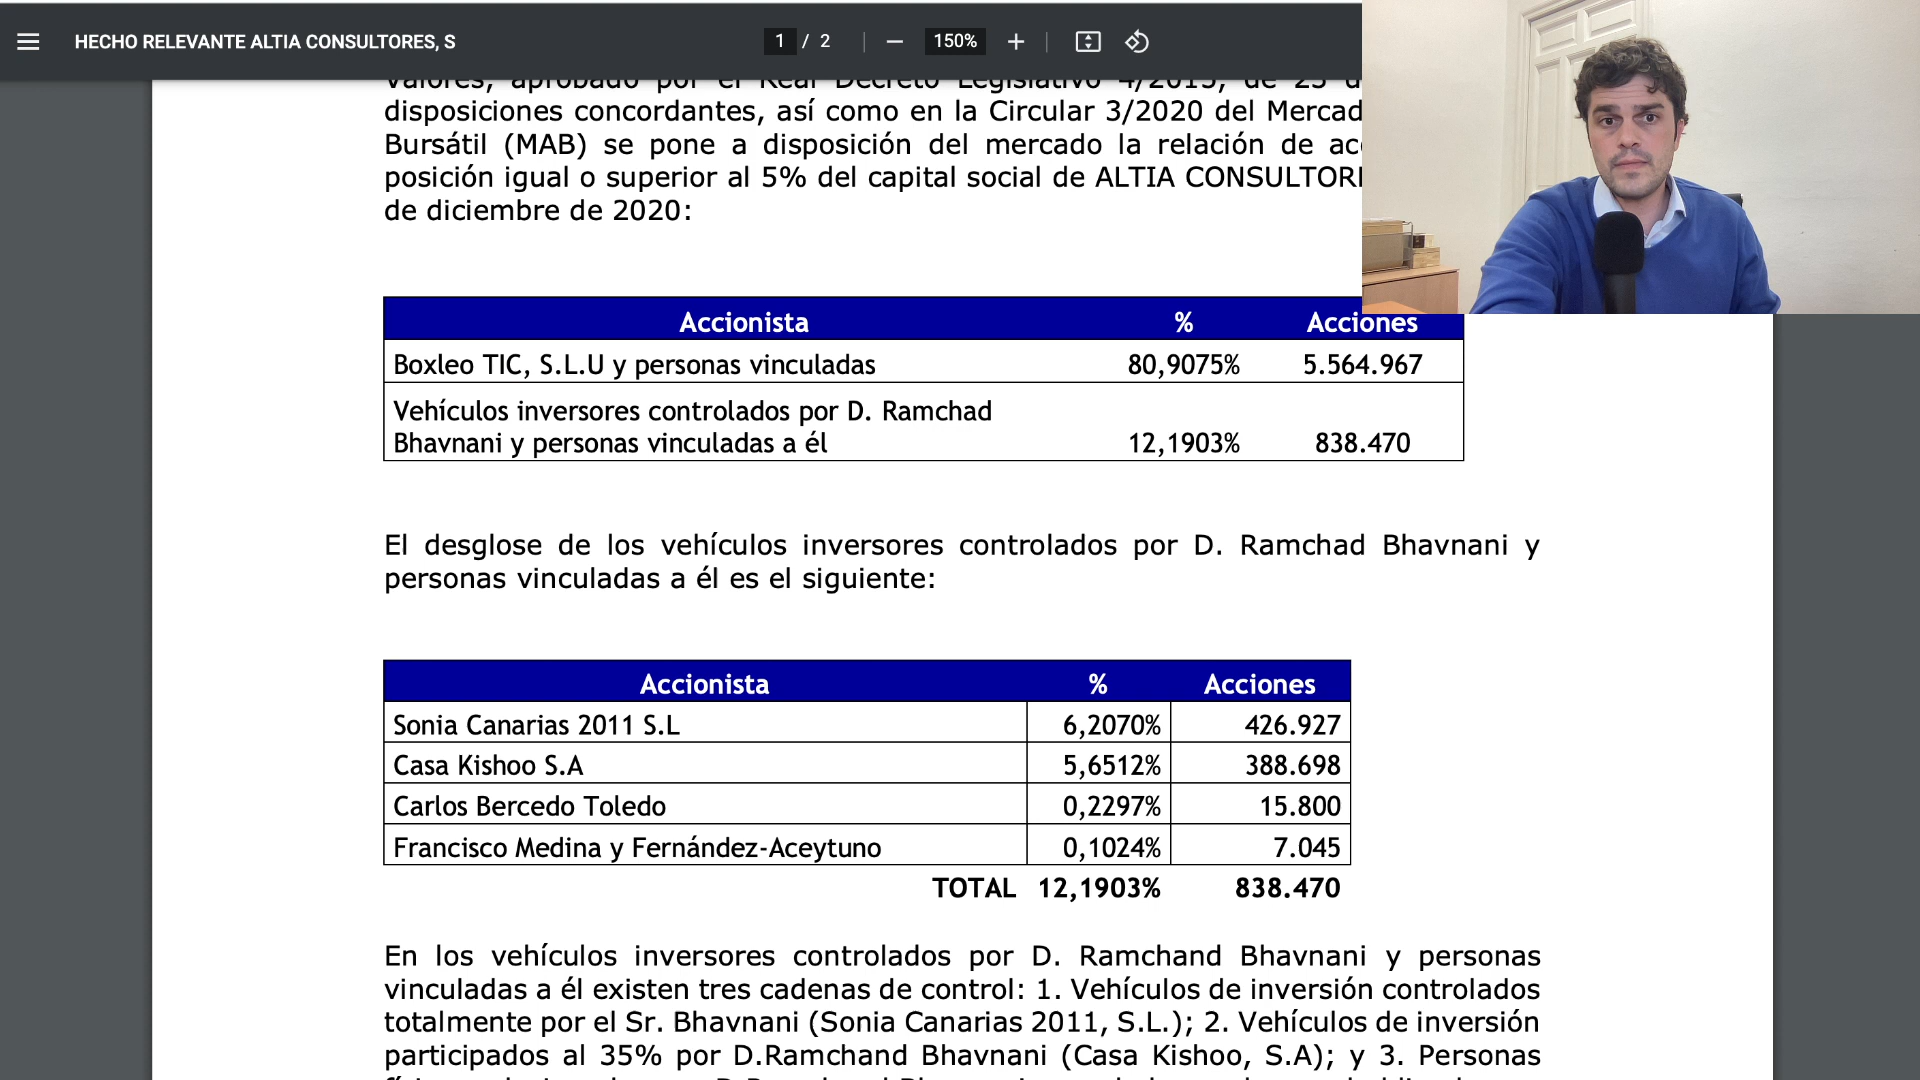 HECHO RELEVANTE ALTIA CONSULTORES, S
1 / 2
150%
disposiciones concordantes, así como en la Circular 3/2020 del Mercad
Bursátil (MAB) se pone a disposición del mercado la relación de
posición igual o superior al 5% del capital social de ALTIA CONSULTOR
de diciembre de 2020:
Accionista % Acciones
Boxleo TIC, S.L.U y personas vinculadas 80,9075% 5.564.967
Vehículos inversores controlados por D. Ramchad
Bhavnani y personas vinculadas a él 12,1903% 838.470
El desglose de los vehículos inversores controlados por D. Ramchad Bhavnani y
personas vinculadas a él es el siguiente:
Accionista % Acciones
Sonia Canarias 2011 S.L 6,2070% 426.927
Casa Kishoo S.A 5,6512% 388.698
Carlos Bercedo Toledo 0,2297% 15.800
Francisco Medina y Fernández-Aceytuno 0,1024% 7.045
TOTAL 12,1903% 838.470
En los vehículos inversores controlados por D. Ramchand Bhavnani y personas
vinculadas a él existen tres cadenas de control: 1. Vehículos de inversión controlados
totalmente por el Sr. Bhavnani (Sonia Canarias 2011, S.L.); 2. Vehículos de inversión
participados al 35% por D.Ramchand Bhavnani (Casa Kishoo, S.A); y 3. Personas